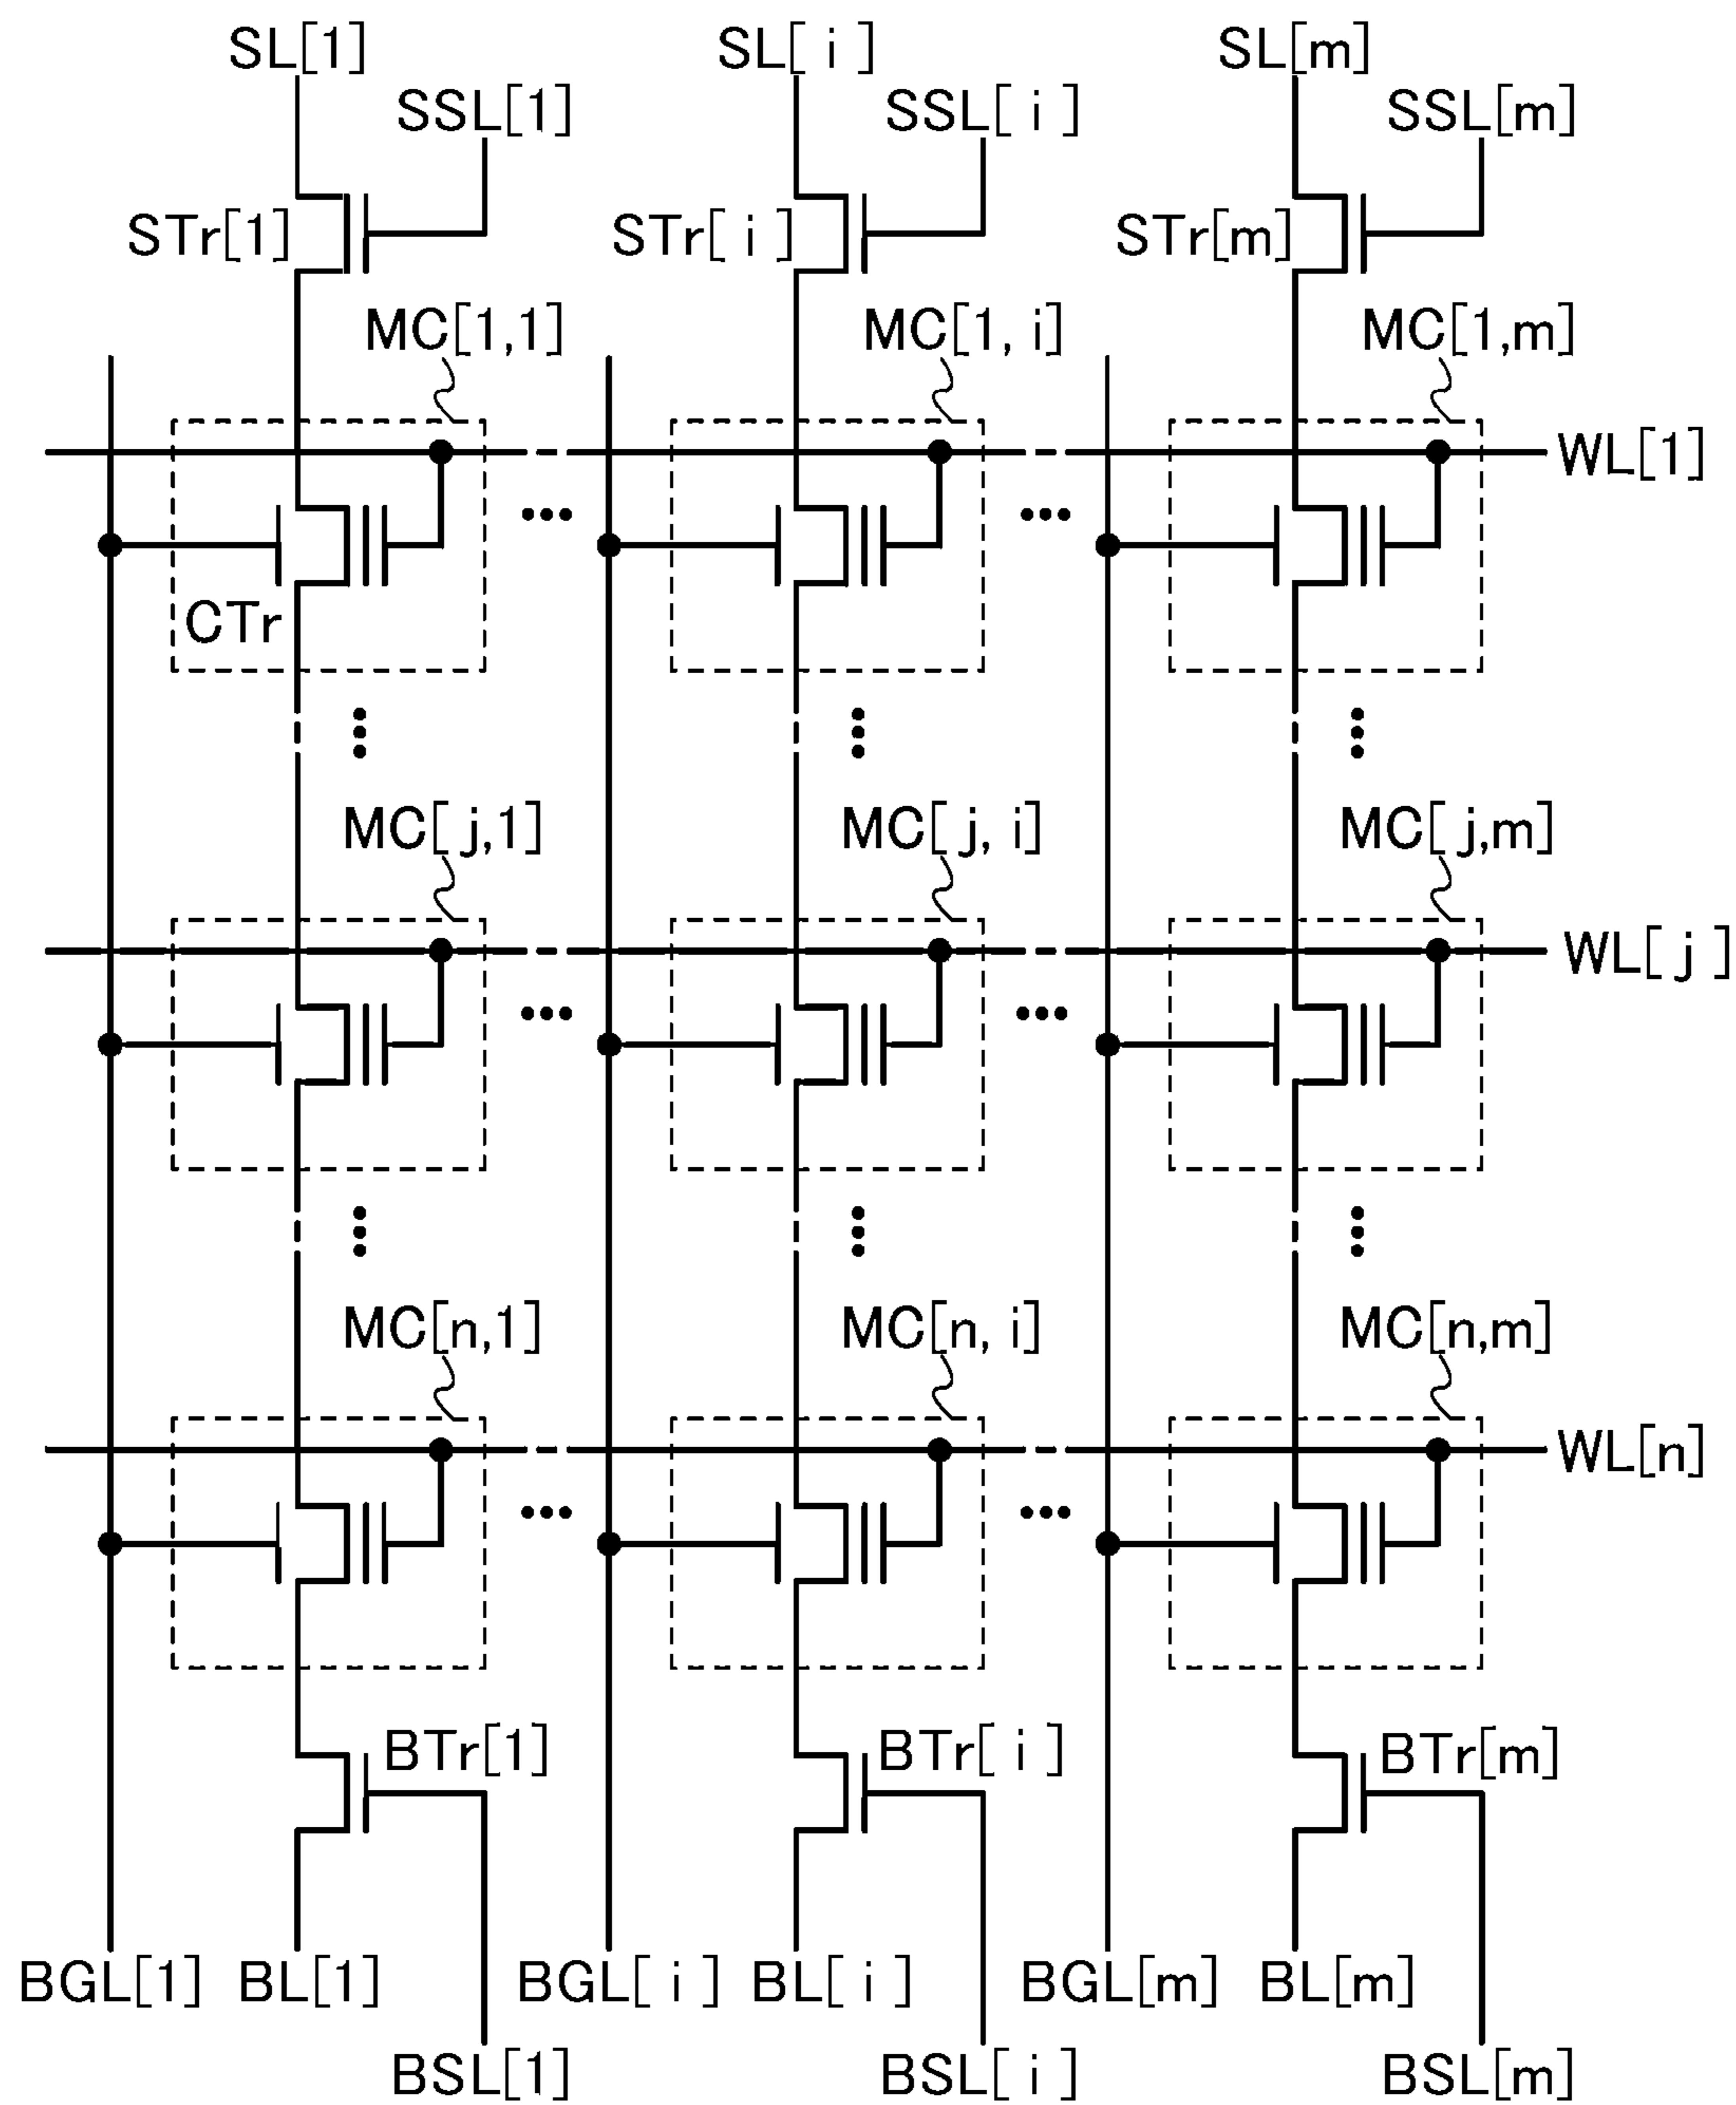 SL[1] SL[ i ] SL[m]
SSL[1] SSL[ i ] SSL[m]
STr[1] STr[ i ] STr[m]
MC[1,1] MC[1, i] MC[1,m]
WL[1]
CTr
MC[ j,1] MC[ j, i] MC[ j,m]
WL[ j ]
MC[n,1] MC[n, i] MC[n,m]
WL[n]
BTr[1] BTr[ i ] BTr[m]
BGL[1] BL[1] BGL[ i ] BL[ i ] BGL[m] BL[m]
BSL[1] BSL[ i ] BSL[m]